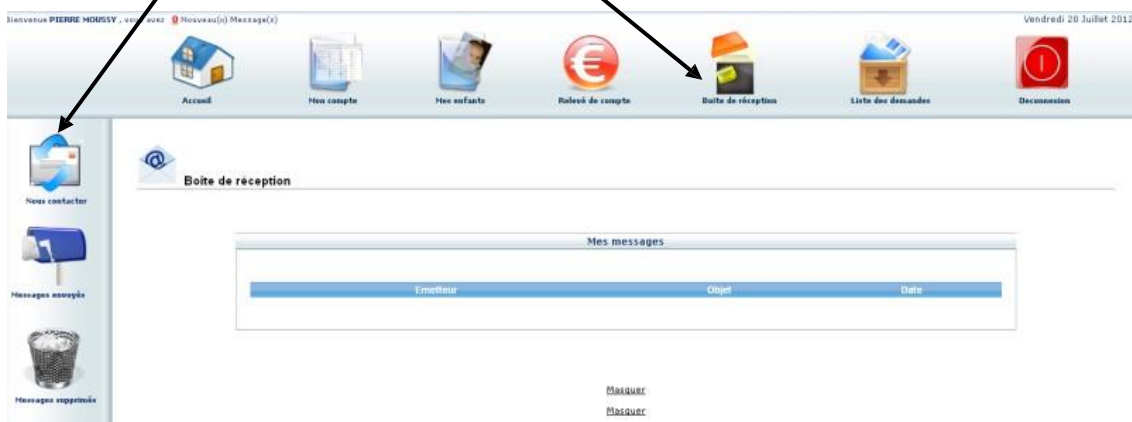 Bienvenue PIERRE MOUSSY , vous avez 0 Nouveau(x) Message(s)
Vendredi 20 Juillet 2012
Accueil
Mon compte
Mes enfants
Relevé de compte
Boite de réception
Liste des demandes
Deconnexion
Nous contacter
Messages envoyés
Messages supprimés
Boite de réception
Mes messages
Emetteur Objet Date
Masquer
Masquer